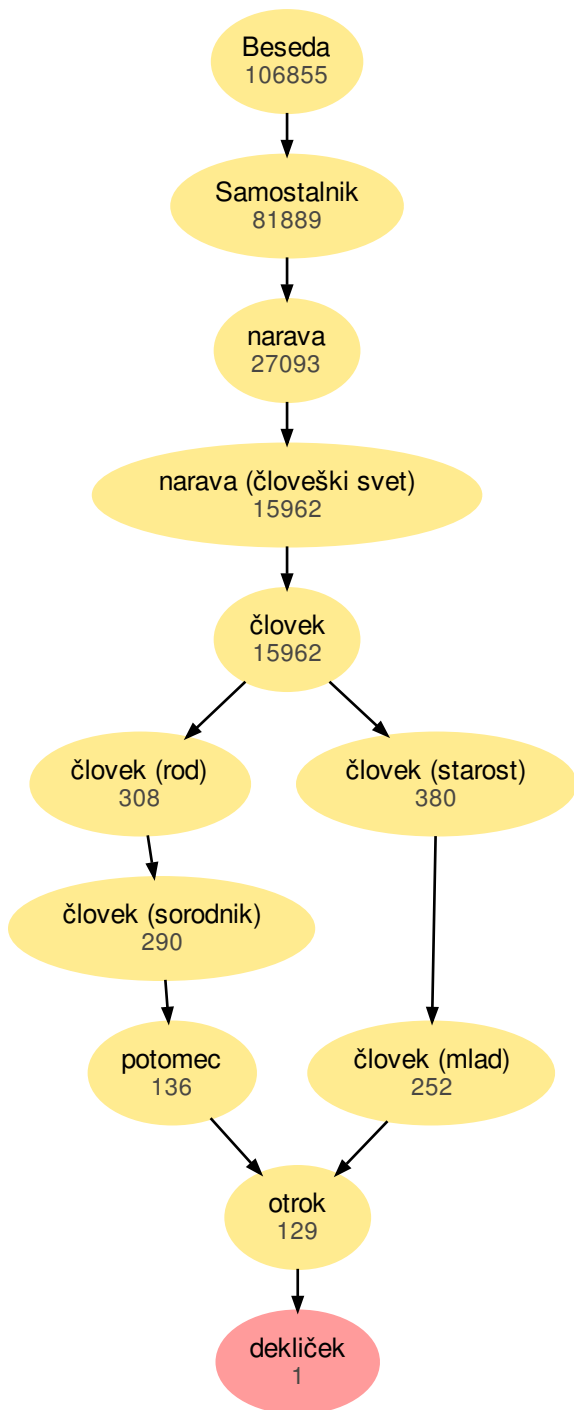 Beseda
106855
Samostalnik
81889
narava
27093
narava (človeški svet)
15962
človek
15962
človek (rod)
308
človek (starost)
380
človek (sorodnik)
290
potomec
136
človek (mlad)
252
otrok
129
dekliček
1